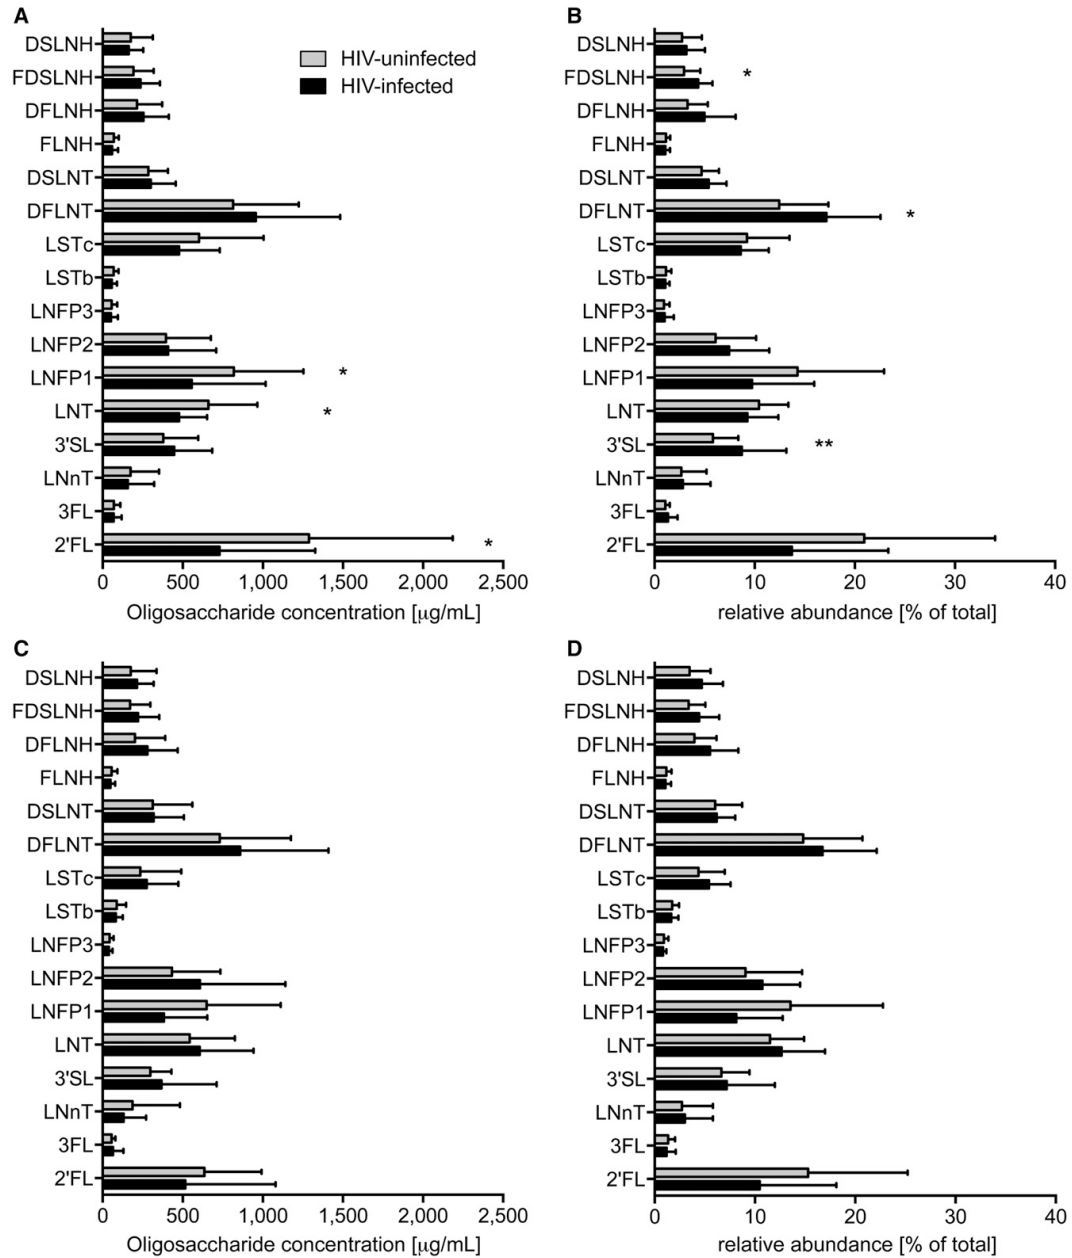 A
DSLNH
FDSLNH
DFLNH
FLNH
DSLNT
DFLNT
LSTc
LSTb
LNFP3
LNFP2
LNFP1
LNT
3'SL
LNnT
3FL
2'FL
HIV-uninfected
HIV-infected
*
*
*
0 500 1,000 1,500 2,000 2,500
Oligosaccharide concentration [μg/mL]
B
DSLNH
FDSLNH *
DFLNH
FLNH
DSLNT
DFLNT *
LSTc
LSTb
LNFP3
LNFP2
LNFP1
LNT
3'SL **
LNnT
3FL
2'FL
0 10 20 30 40
relative abundance [% of total]
C
DSLNH
FDSLNH
DFLNH
FLNH
DSLNT
DFLNT
LSTc
LSTb
LNFP3
LNFP2
LNFP1
LNT
3'SL
LNnT
3FL
2'FL
0 500 1,000 1,500 2,000 2,500
Oligosaccharide concentration [μg/mL]
D
DSLNH
FDSLNH
DFLNH
FLNH
DSLNT
DFLNT
LSTc
LSTb
LNFP3
LNFP2
LNFP1
LNT
3'SL
LNnT
3FL
2'FL
0 10 20 30 40
relative abundance [% of total]